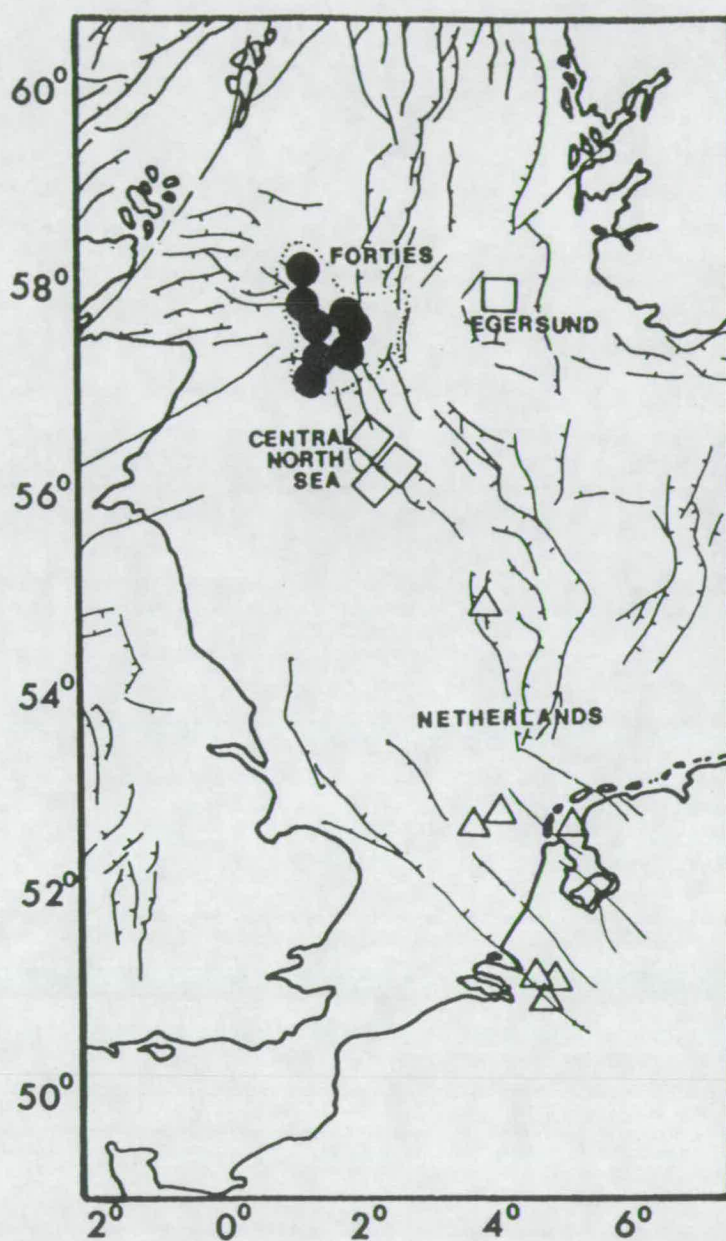 60°
58°
FORTIES
EGERSUND
CENTRAL
NORTH
SEA
56°
54°
NETHERLANDS
52°
50°
2° 0° 2° 4° 6°